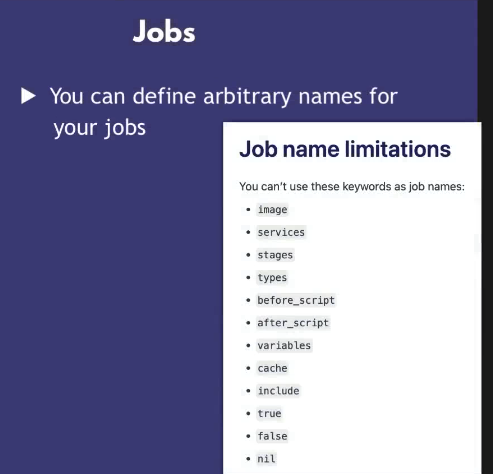 Jobs
You can define arbitrary names for
your jobs
Job name limitations
You can't use these keywords as job names:
image
services
stages
types
before_script
after_script
variables
cache
include
true
false
nil